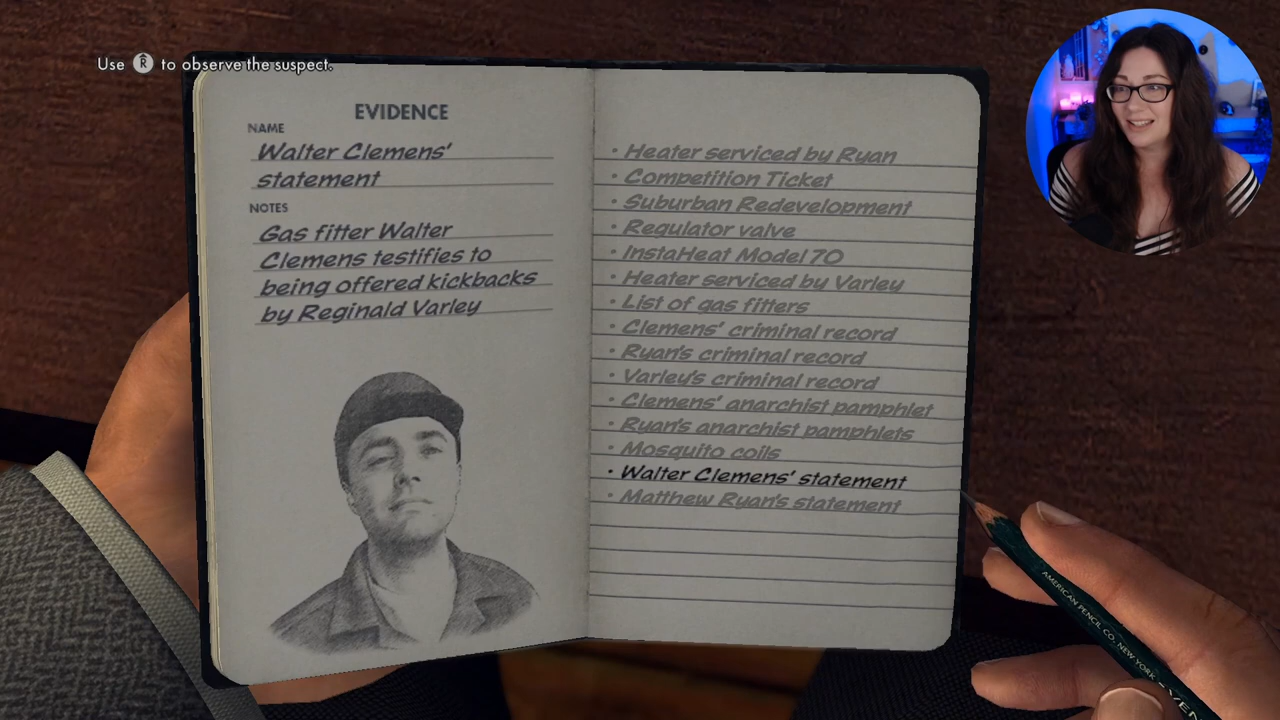 Use R to observe the suspect.
EVIDENCE
NAME
Walter Clemens'
statement
NOTES
Gas fitter Walter
Clemens testifies to
being offered kickbacks
by Reginald Varley
• Heater serviced by Ryan
• Competition Ticket
• Suburban Redevelopment
• Regulator valve
• InstaHeat Model 70
• Heater serviced by Varley
• List of gas fitters
• Clemens' criminal record
• Ryan's criminal record
• Varley's criminal record
• Clemens' anarchist pamphlet
• Ryan's anarchist pamphlets
• Mosquito coils
• Walter Clemens' statement
• Matthew Ryan's statement
AMERICAN PENCIL CO. NEW YORK